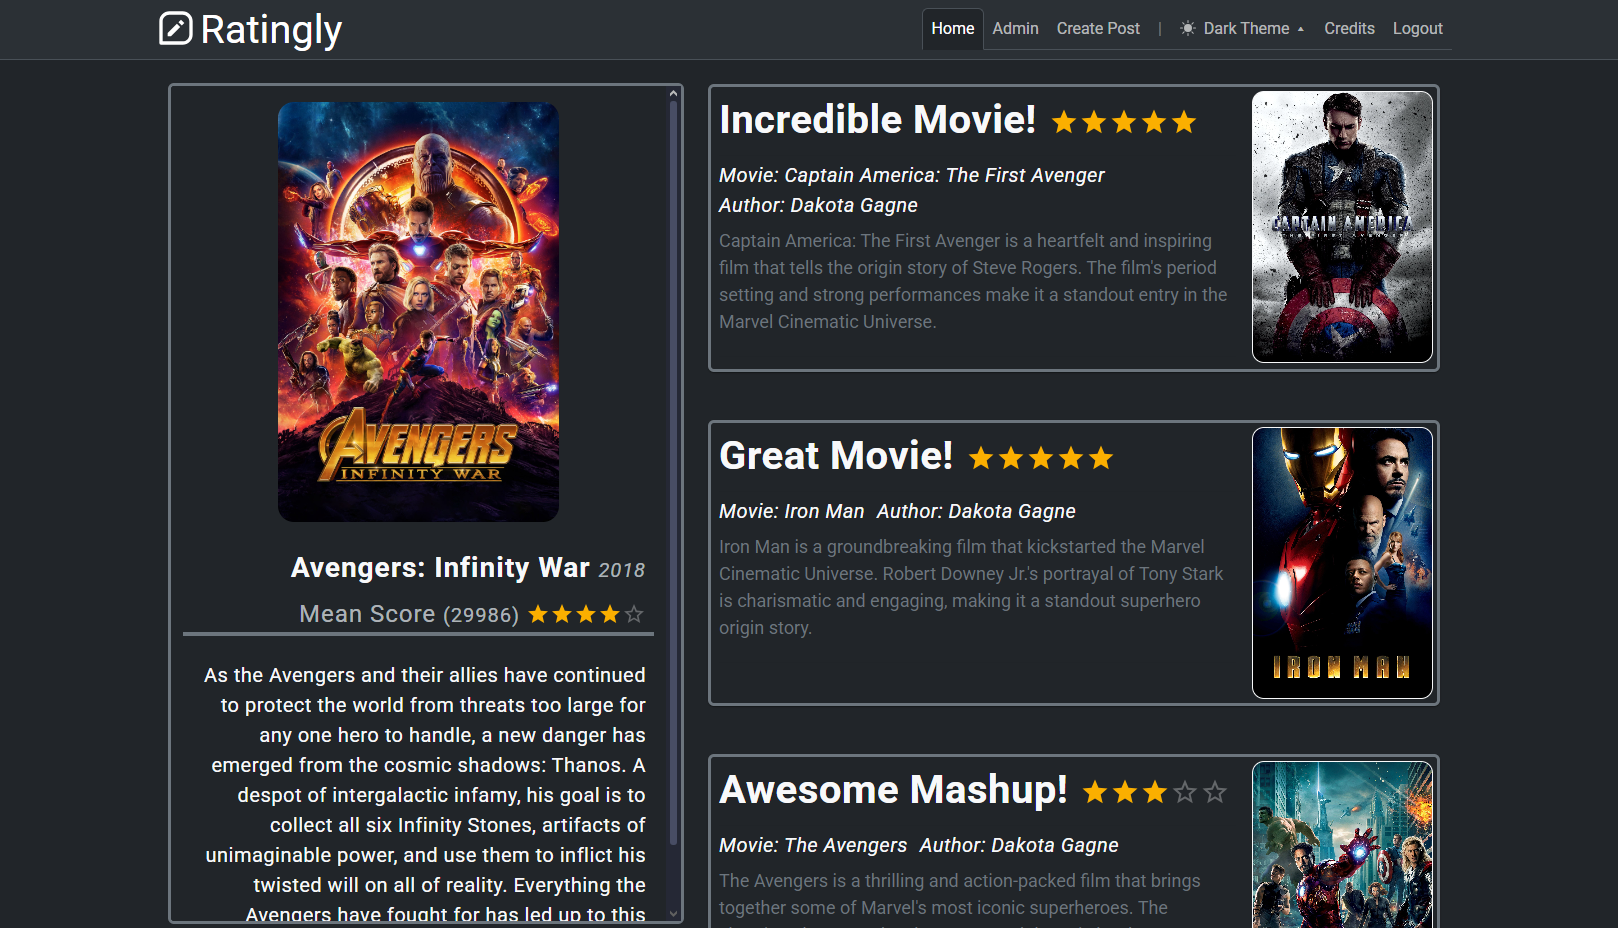 Ratingly
Home Admin Create Post | Dark Theme Credits Logout
AVENGERS
INFINITY WAR
Avengers: Infinity War 2018
Mean Score (29986)
As the Avengers and their allies have continued
to protect the world from threats too large for
any one hero to handle, a new danger has
emerged from the cosmic shadows: Thanos. A
despot of intergalactic infamy, his goal is to
collect all six Infinity Stones, artifacts of
unimaginable power, and use them to inflict his
twisted will on all of reality. Everything the
Avengers have fought for has led up to this
Incredible Movie!
Movie: Captain America: The First Avenger
Author: Dakota Gagne
Captain America: The First Avenger is a heartfelt and inspiring
film that tells the origin story of Steve Rogers. The film's period
setting and strong performances make it a standout entry in the
Marvel Cinematic Universe.
CAPTAIN AMERICA
THE FIRST AVENGER
Great Movie!
Movie: Iron Man Author: Dakota Gagne
Iron Man is a groundbreaking film that kickstarted the Marvel
Cinematic Universe. Robert Downey Jr.'s portrayal of Tony Stark
is charismatic and engaging, making it a standout superhero
origin story.
IRON MAN
Awesome Mashup!
Movie: The Avengers Author: Dakota Gagne
The Avengers is a thrilling and action-packed film that brings
together some of Marvel's most iconic superheroes. The